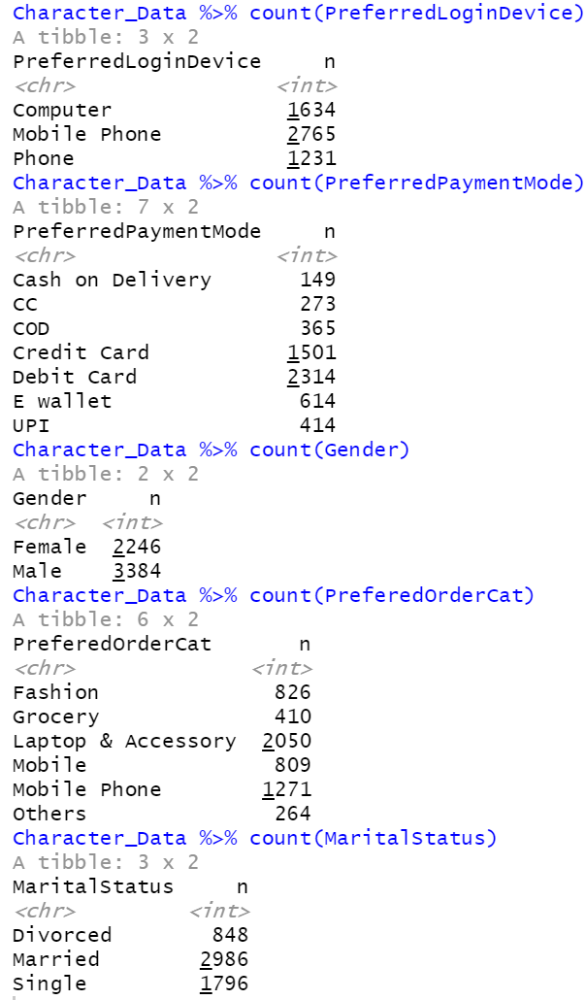 Character_Data %>% count(PreferredLoginDevice)
A tibble: 3 x 2
PreferredLoginDevice n
<chr> <int>
Computer 1634
Mobile Phone 2765
Phone 1231
Character_Data %>% count(PreferredPaymentMode)
A tibble: 7 x 2
PreferredPaymentMode n
<chr> <int>
Cash on Delivery 149
CC 273
COD 365
Credit Card 1501
Debit Card 2314
E wallet 614
UPI 414
Character_Data %>% count(Gender)
A tibble: 2 x 2
Gender n
<chr> <int>
Female 2246
Male 3384
Character_Data %>% count(PreferedOrderCat)
A tibble: 6 x 2
PreferedOrderCat n
<chr> <int>
Fashion 826
Grocery 410
Laptop & Accessory 2050
Mobile 809
Mobile Phone 1271
Others 264
Character_Data %>% count(MaritalStatus)
A tibble: 3 x 2
MaritalStatus n
<chr> <int>
Divorced 848
Married 2986
Single 1796